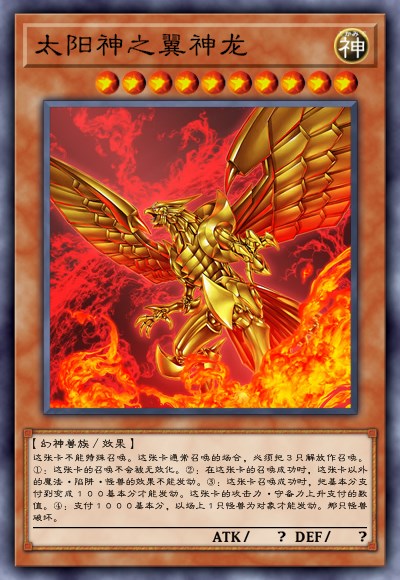 太阳神之翼神龙
神
かみ
【幻神兽族／效果】
这张卡不能特殊召唤。这张卡通常召唤的场合，必须把３只解放作召唤。
①：这张卡的召唤不会被无效化。②：在这张卡的召唤成功时，这张卡以外
的魔法·陷阱·怪兽的效果不能发动。③：这张卡召唤成功时，把基本分支
付到变成１００基本分才能发动。这张卡的攻击力·守备力上升支付的数
值。④：支付１０００基本分，以场上１只怪兽为对象才能发动。那只怪兽
破坏。
ATK/ ? DEF/ ?